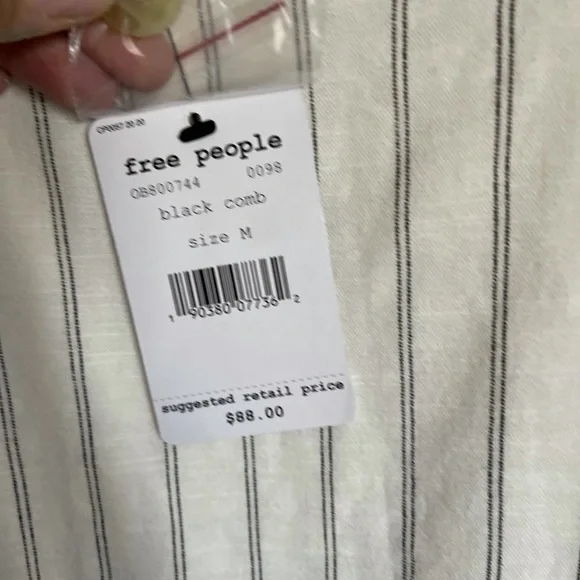 free people
OB800744 0098
black comb
size M
1 90380 07736 2
suggested retail price
$88.00